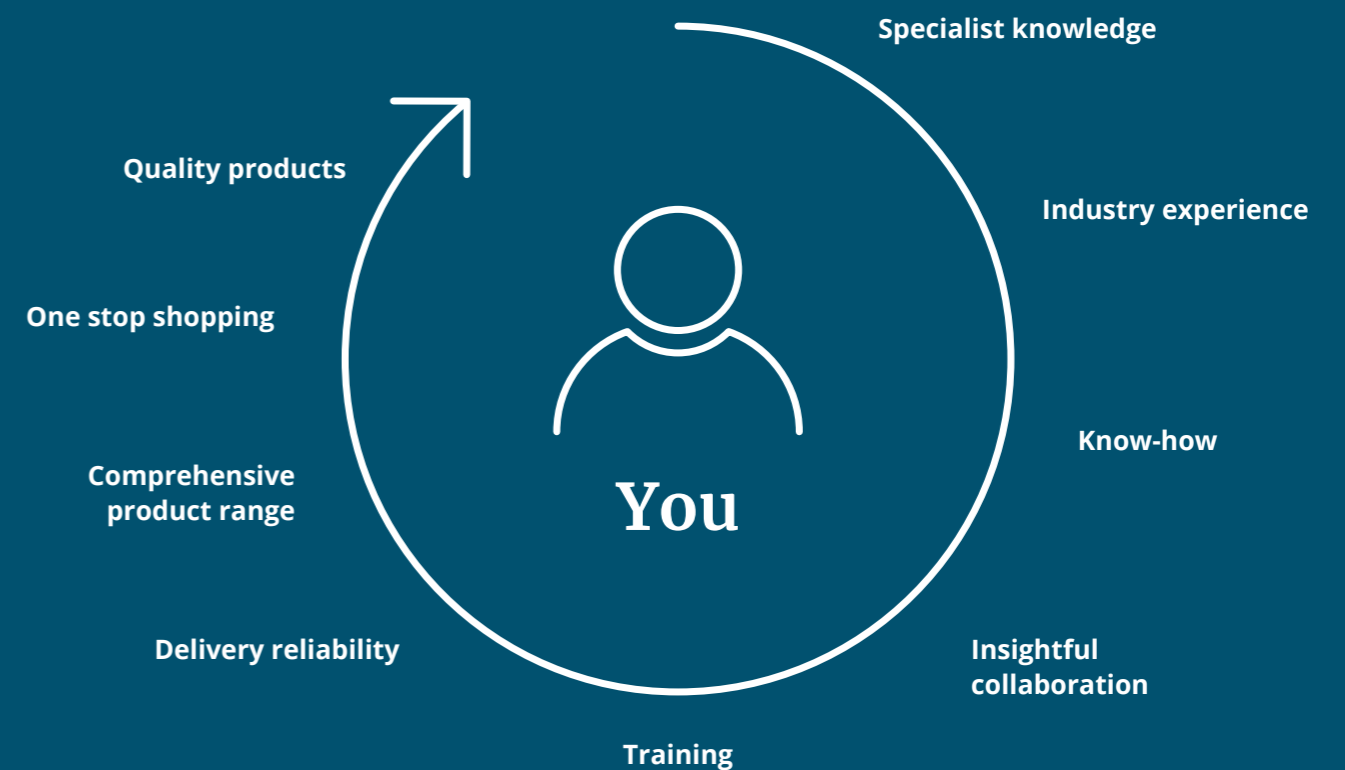 Specialist knowledge
Industry experience
Know-how
Insightful
collaboration
Training
Delivery reliability
Comprehensive
product range
One stop shopping
Quality products
You